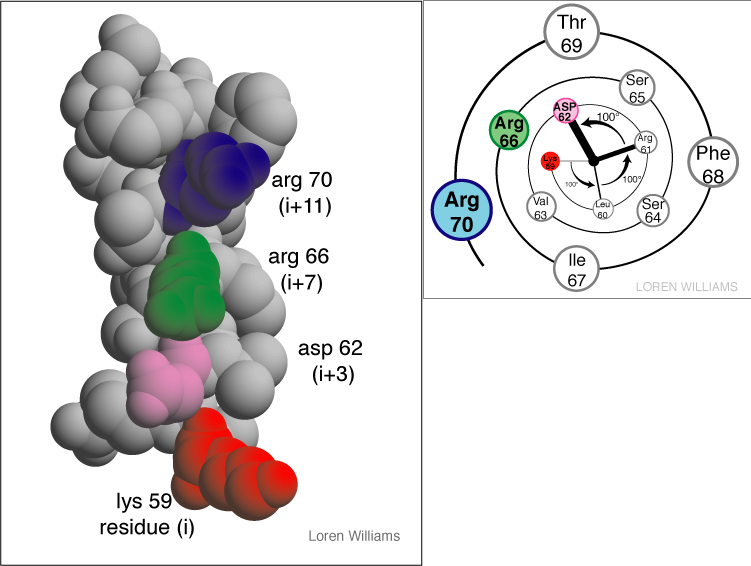 arg 70
(i+11)
arg 66
(i+7)
asp 62
(i+3)
lys 59
residue (i)
Loren Williams
Thr
69
Ser
65
ASP
62
100°
Arg
66
Arg
61
Phe
68
Lys
59
100°
100°
Arg
70
Val
63
Leu
60
Ser
64
Ile
67
LOREN WILLIAMS